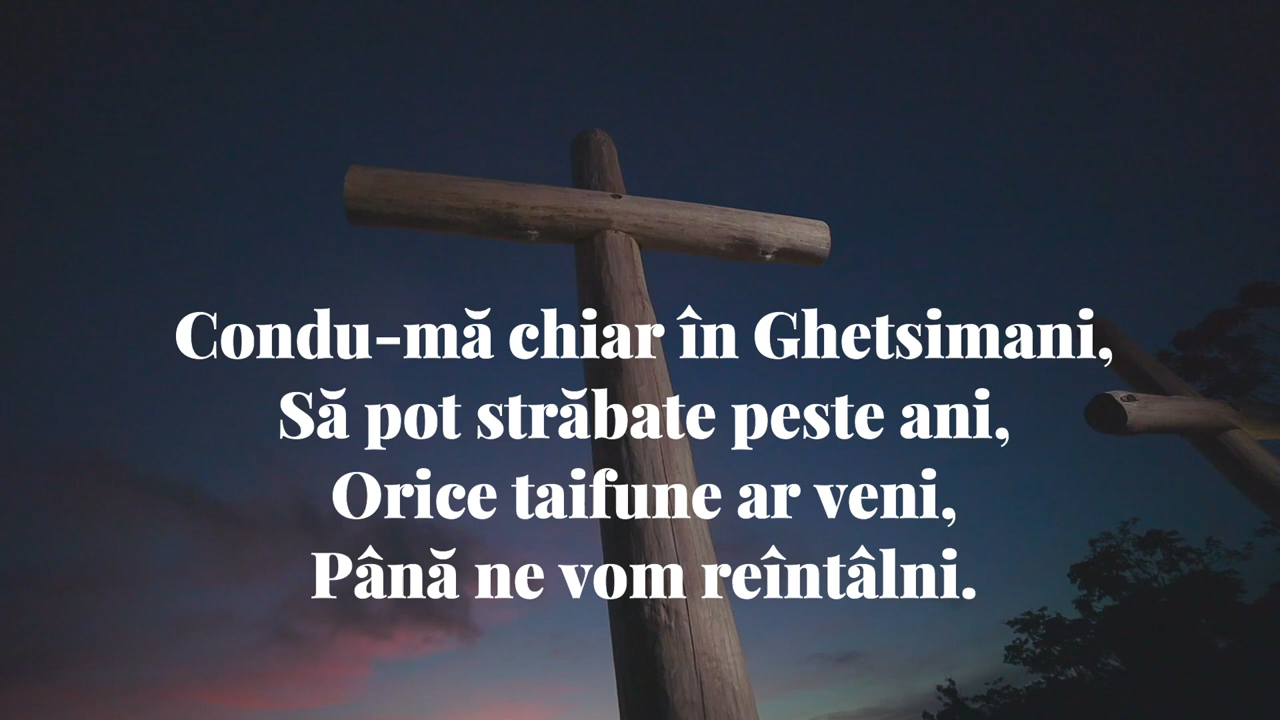 Condu-mă chiar în Ghetsimani,
Să pot străbate peste ani,
Orice taifune ar veni,
Până ne vom reîntâlni.